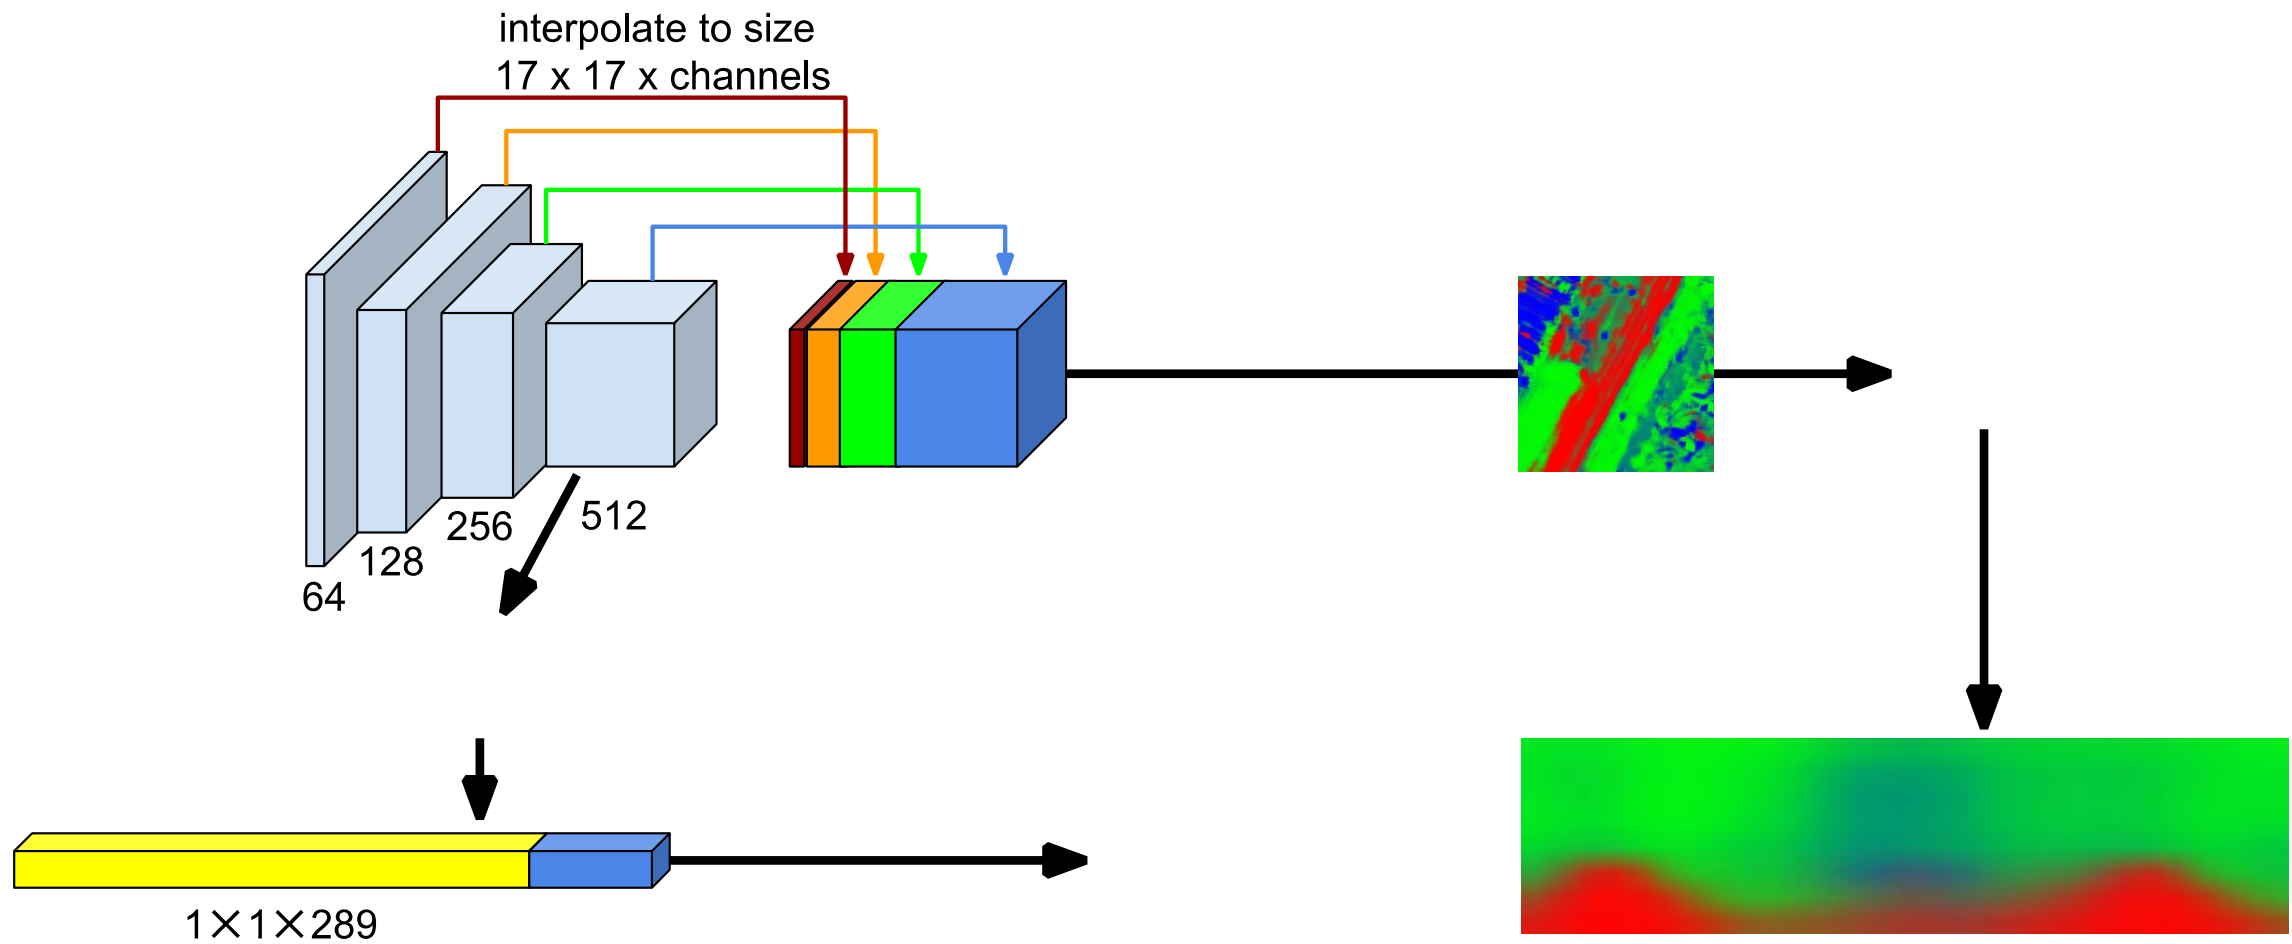 interpolate to size
17 x 17 x channels
64
128
256
512
1×1×289